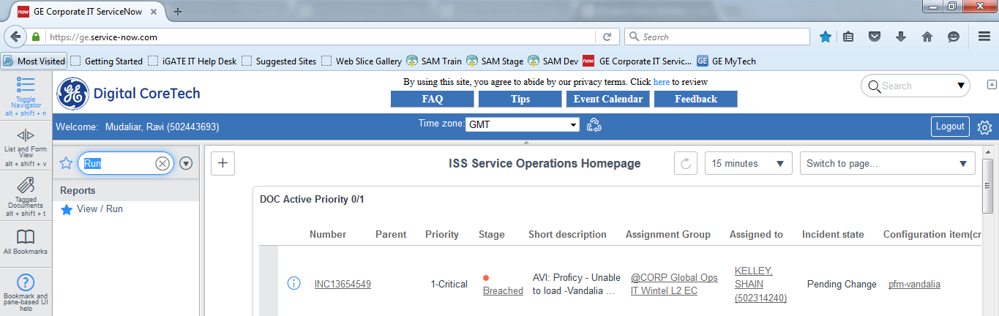 GE Corporate IT ServiceNow
https://ge.service-now.com
Search
Most Visited
Getting Started
iGATE IT Help Desk
Suggested Sites
Web Slice Gallery
SAM Train
SAM Stage
SAM Dev
GE Corporate IT Servic...
GE MyTech
Toggle
Navigator
alt + shift + n
List and Form
View
alt + shift + v
Tagged
Documents
alt + shift + t
All Bookmarks
Bookmark and
pane-based UI
help
Digital CoreTech
By using this site, you agree to abide by our privacy terms. Click here to review
FAQ
Tips
Event Calendar
Feedback
Search
Welcome: Mudaliar, Ravi (502443693)
Time zone: GMT
Logout
Run
Reports
View / Run
ISS Service Operations Homepage
15 minutes
Switch to page...
DOC Active Priority 0/1
Number Parent Priority Stage Short description Assignment Group Assigned to Incident state Configuration item(cr
INC13654549
1-Critical
Breached
AVI: Proficy - Unable
to load -Vandalia ...
@CORP Global Ops
IT Wintel L2 EC
KELLEY,
SHAIN
(502314240)
Pending Change
pfm-vandalia